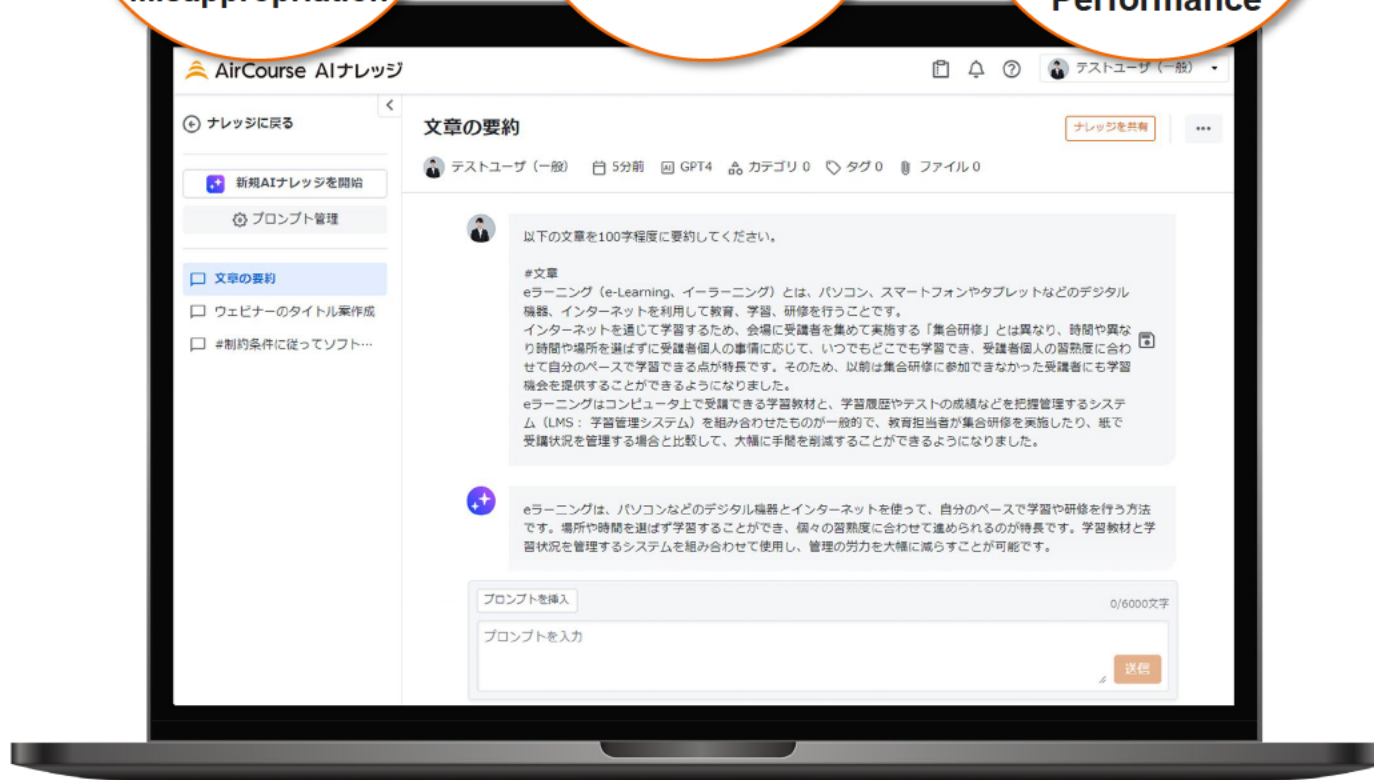 Misappropriation
Performance
AirCourse AIナレッジ
テストユーザ（一般）
ナレッジに戻る
新規AIナレッジを開始
プロンプト管理
文章の要約
ウェビナーのタイトル案作成
#制約条件に従ってソフト…
文章の要約
ナレッジを共有
テストユーザ（一般） 5分前 AI GPT4 カテゴリ 0 タグ 0 ファイル 0
以下の文章を100字程度に要約してください。
#文章
eラーニング（e-Learning、イーラーニング）とは、パソコン、スマートフォンやタブレットなどのデジタル
機器、インターネットを利用して教育、学習、研修を行うことです。
インターネットを通じて学習するため、会場に受講者を集めて実施する「集合研修」とは異なり、時間や異な
り時間や場所を選ばずに受講者個人の事情に応じて、いつでもどこでも学習でき、受講者個人の習熟度に合わ
せて自分のペースで学習できる点が特長です。そのため、以前は集合研修に参加できなかった受講者にも学習
機会を提供することができるようになりました。
eラーニングはコンピュータ上で受講できる学習教材と、学習履歴やテストの成績などを把握管理するシステ
ム（LMS： 学習管理システム）を組み合わせたものが一般的で、教育担当者が集合研修を実施したり、紙で
受講状況を管理する場合と比較して、大幅に手間を削減することができるようになりました。
eラーニングは、パソコンなどのデジタル機器とインターネットを使って、自分のペースで学習や研修を行う方法
です。場所や時間を選ばず学習することができ、個々の習熟度に合わせて進められるのが特長です。学習教材と学
習状況を管理するシステムを組み合わせて使用し、管理の労力を大幅に減らすことが可能です。
プロンプトを挿入
0/6000文字
プロンプトを入力
送信